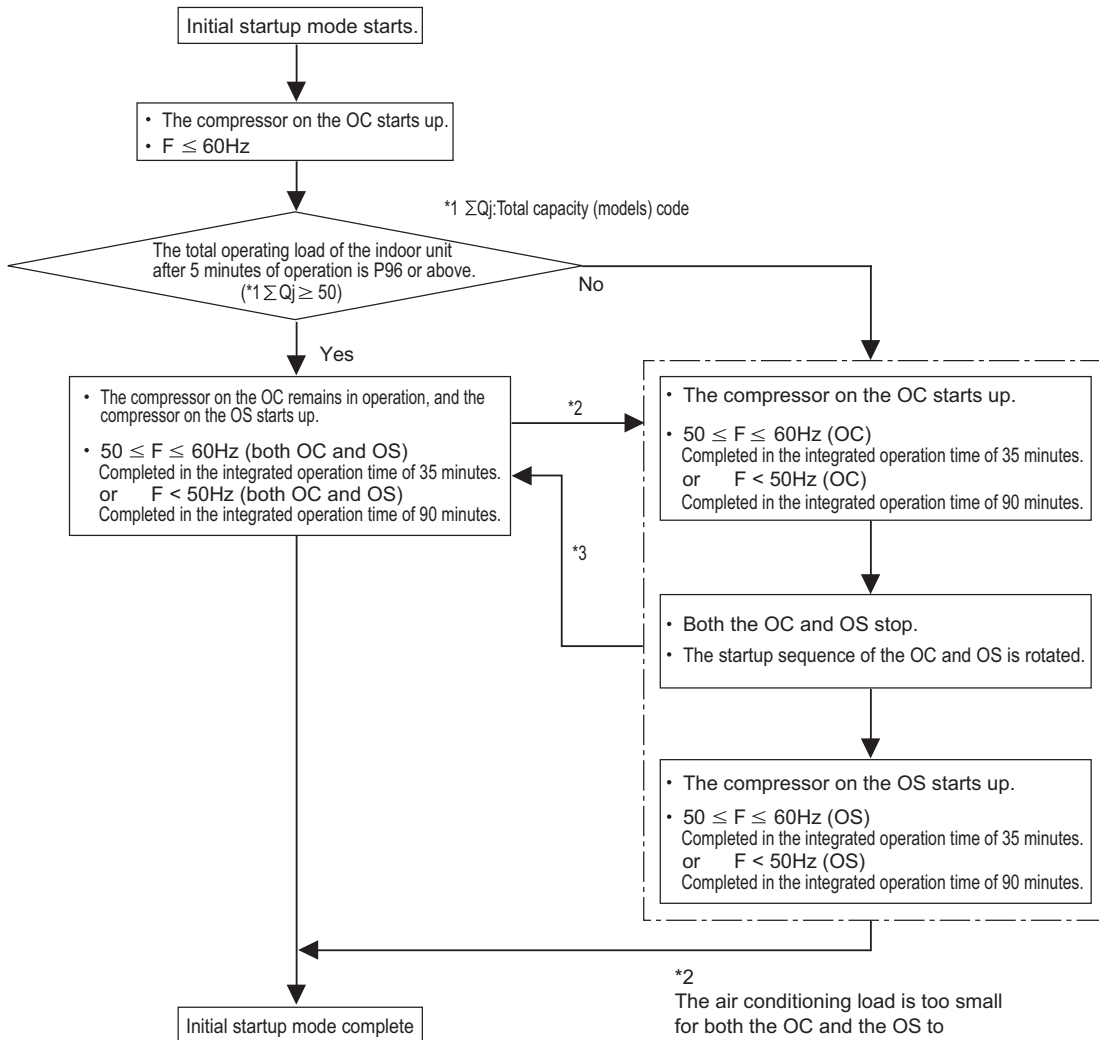 Initial startup mode starts.
• The compressor on the OC starts up.
• F ≤ 60Hz
*1 ΣQj:Total capacity (models) code
The total operating load of the indoor unit
after 5 minutes of operation is P96 or above.
(*1 ΣQj ≥ 50)
No
Yes
• The compressor on the OC remains in operation, and the
compressor on the OS starts up.
• 50 ≤ F ≤ 60Hz (both OC and OS)
Completed in the integrated operation time of 35 minutes.
or F < 50Hz (both OC and OS)
Completed in the integrated operation time of 90 minutes.
*2
*3
• The compressor on the OC starts up.
• 50 ≤ F ≤ 60Hz (OC)
Completed in the integrated operation time of 35 minutes.
or F < 50Hz (OC)
Completed in the integrated operation time of 90 minutes.
• Both the OC and OS stop.
• The startup sequence of the OC and OS is rotated.
• The compressor on the OS starts up.
• 50 ≤ F ≤ 60Hz (OS)
Completed in the integrated operation time of 35 minutes.
or F < 50Hz (OS)
Completed in the integrated operation time of 90 minutes.
Initial startup mode complete
*2
The air conditioning load is too small
for both the OC and the OS to